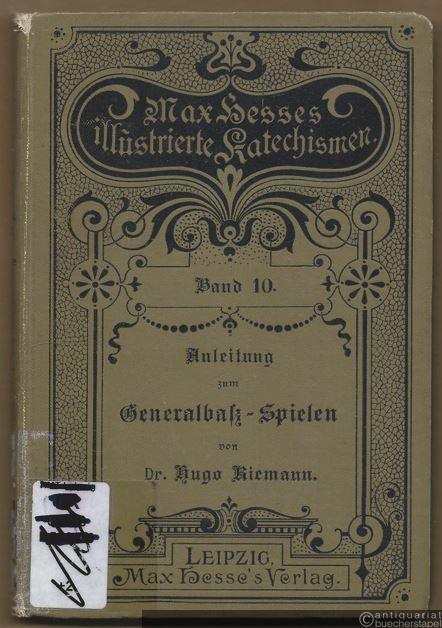 Max Hesses
illustrierte Katechismen.
Band 10.
Anleitung
zum
Generalbaß-Spielen
von
Dr. Hugo Riemann.
LEIPZIG,
Max Hesse's Verlag.
antiquariat
buecherstapel